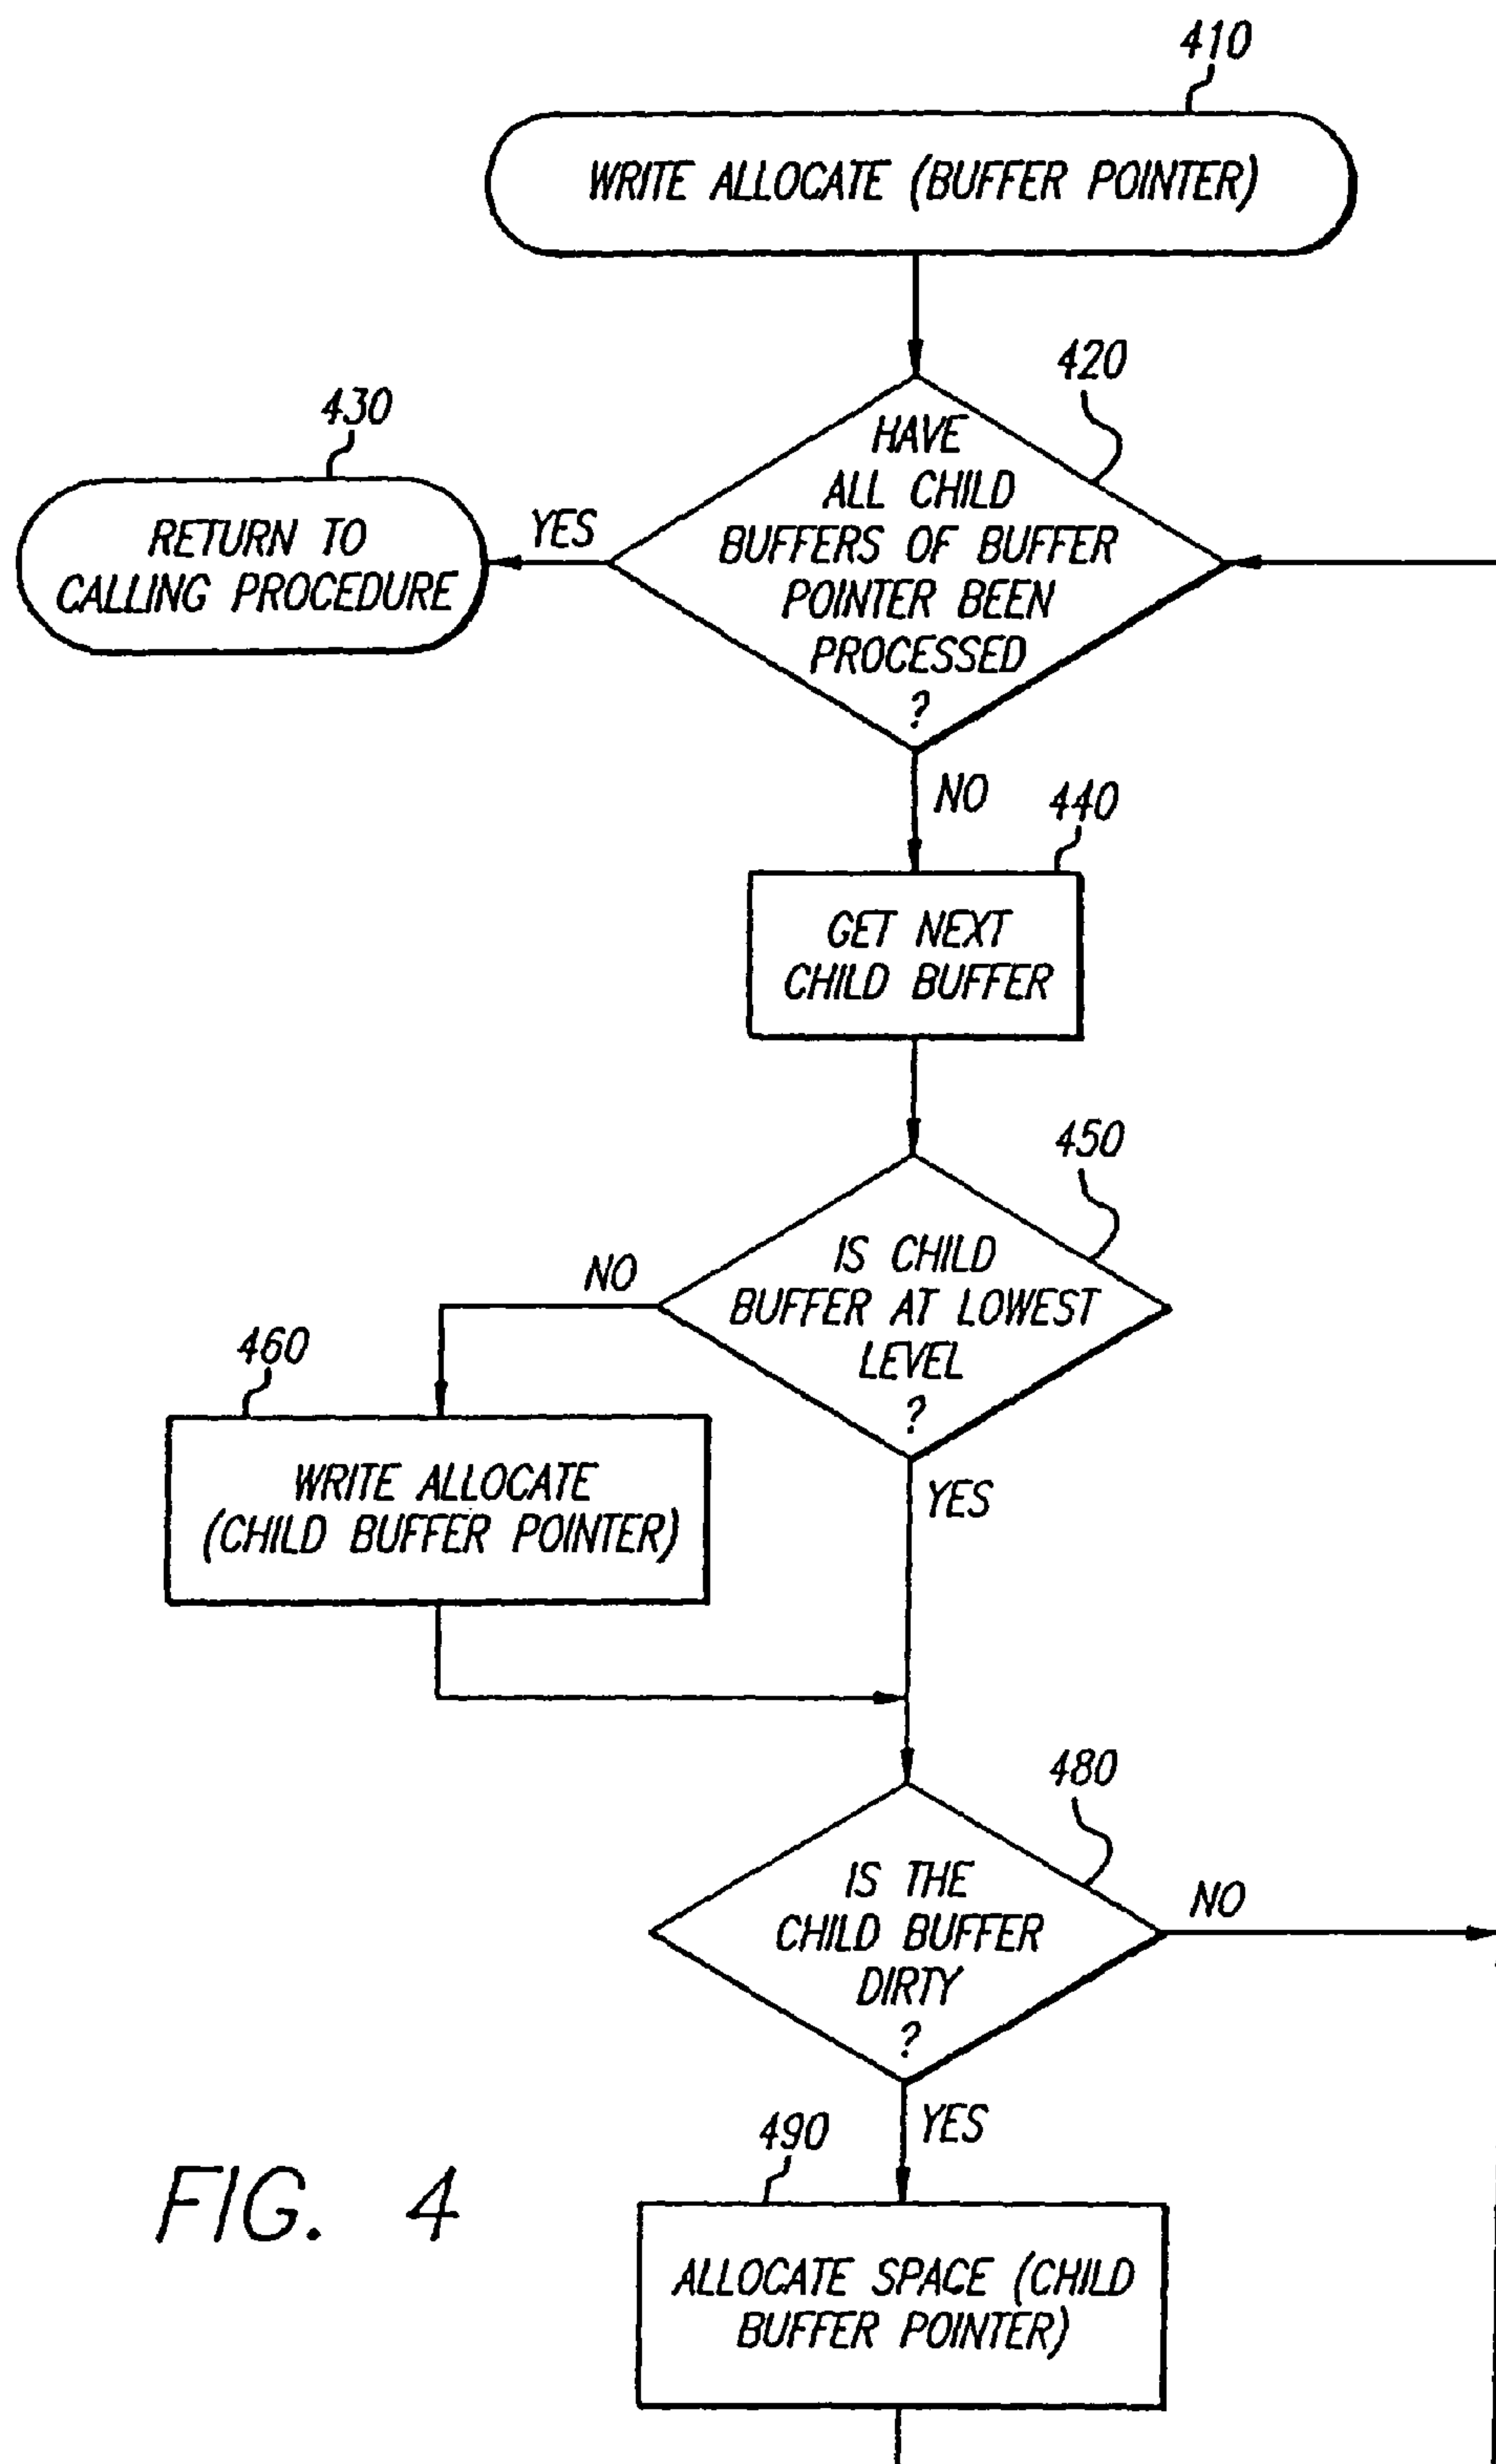 410
WRITE ALLOCATE (BUFFER POINTER)
420
HAVE
ALL CHILD
BUFFERS OF BUFFER
POINTER BEEN
PROCESSED
?
YES
430
RETURN TO
CALLING PROCEDURE
NO
440
GET NEXT
CHILD BUFFER
450
IS CHILD
BUFFER AT LOWEST
LEVEL
?
NO
460
WRITE ALLOCATE
(CHILD BUFFER POINTER)
YES
480
IS THE
CHILD BUFFER
DIRTY
?
NO
YES
490
ALLOCATE SPACE (CHILD
BUFFER POINTER)
FIG. 4